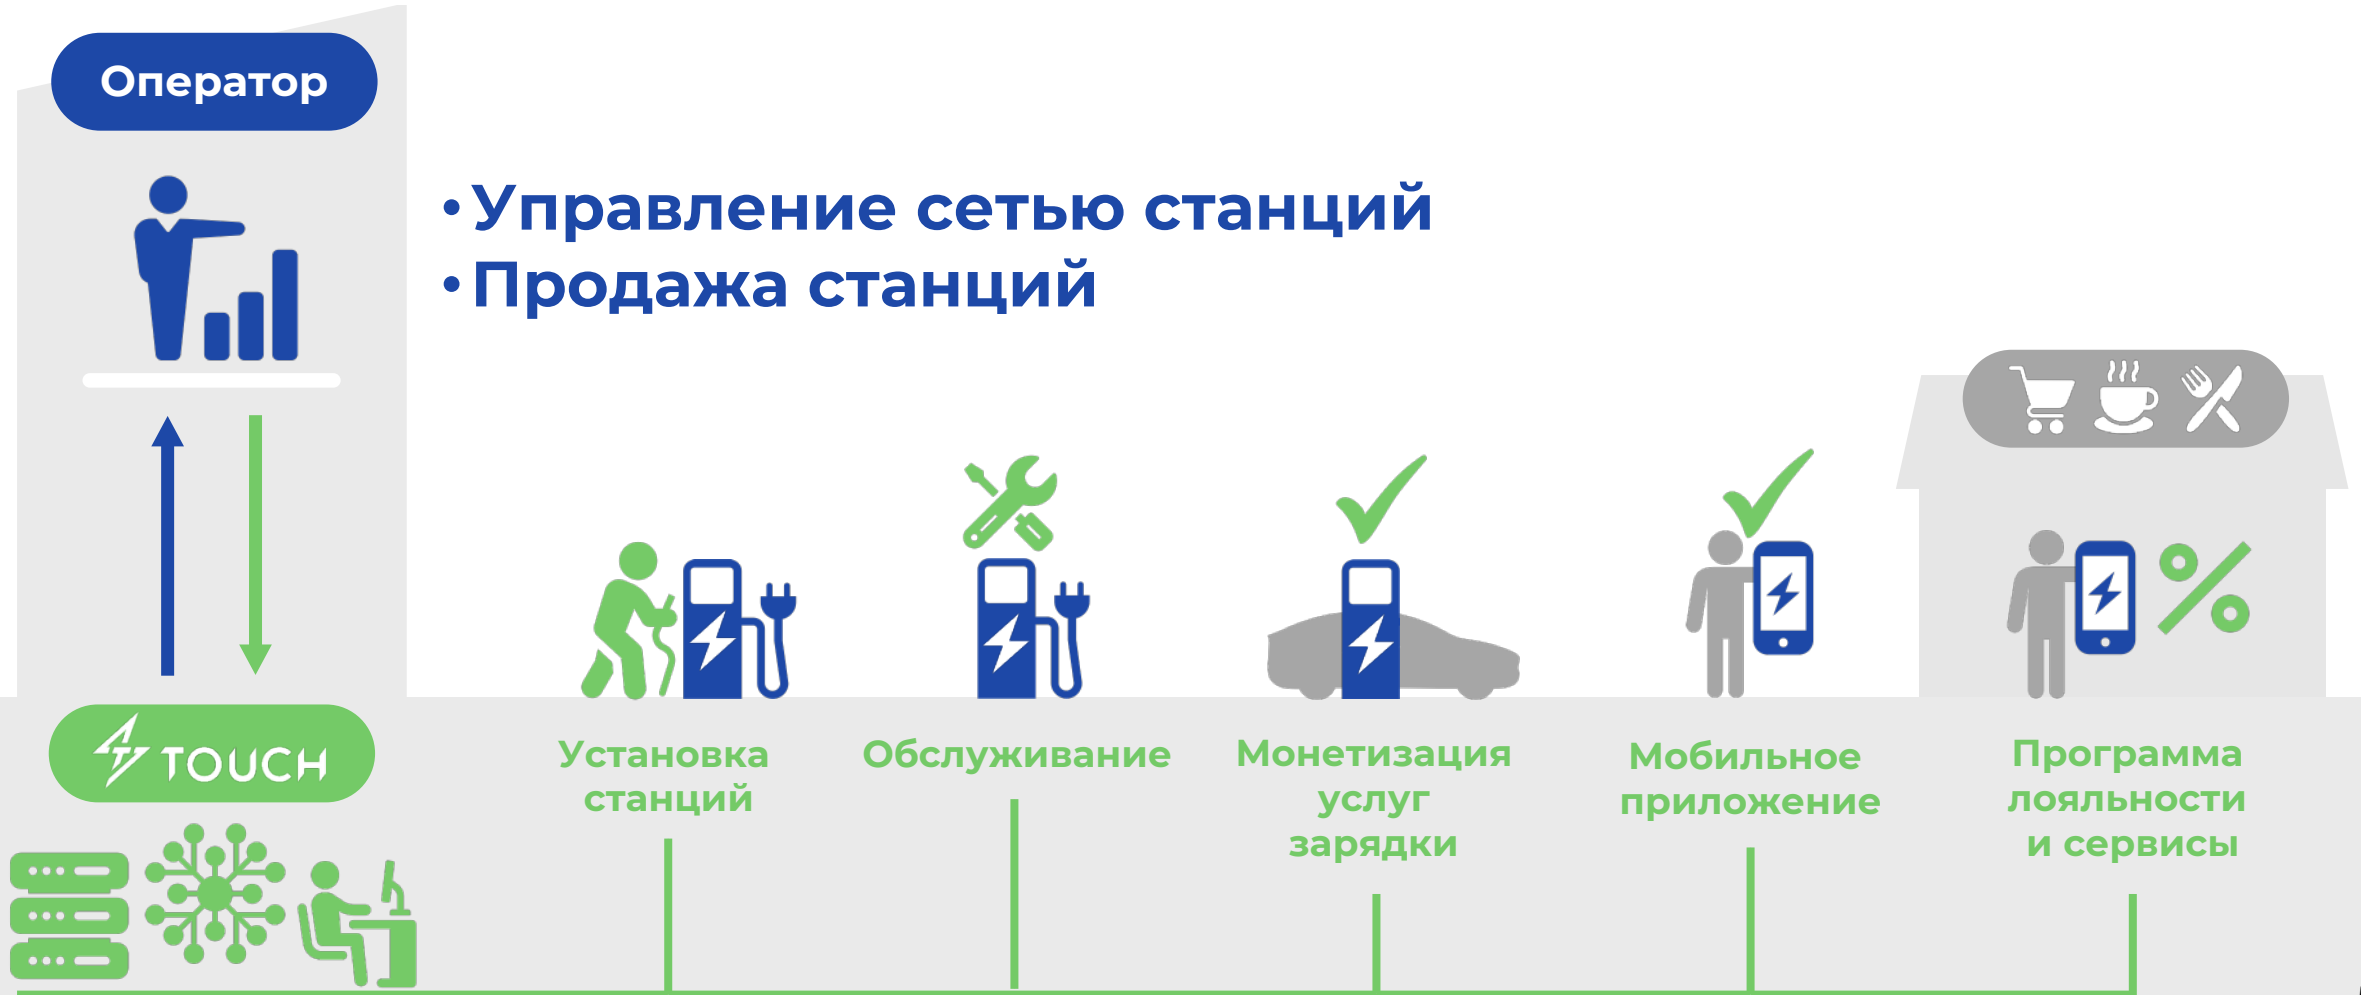 Оператор
• Управление сетью станций
• Продажа станций
TOUCH
Установка
станций
Обслуживание
Монетизация
услуг
зарядки
Мобильное
приложение
Программа
лояльности
и сервисы